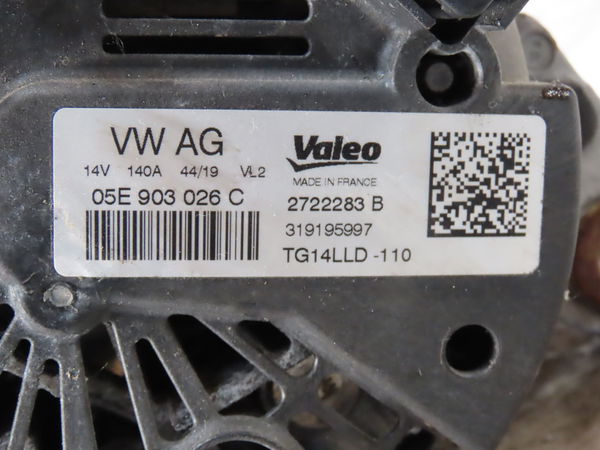 VW AG
14V 140A 44/19 VL2
05E 903 026 C
Valeo
MADE IN FRANCE
2722283 B
319195997
TG14LLD -110